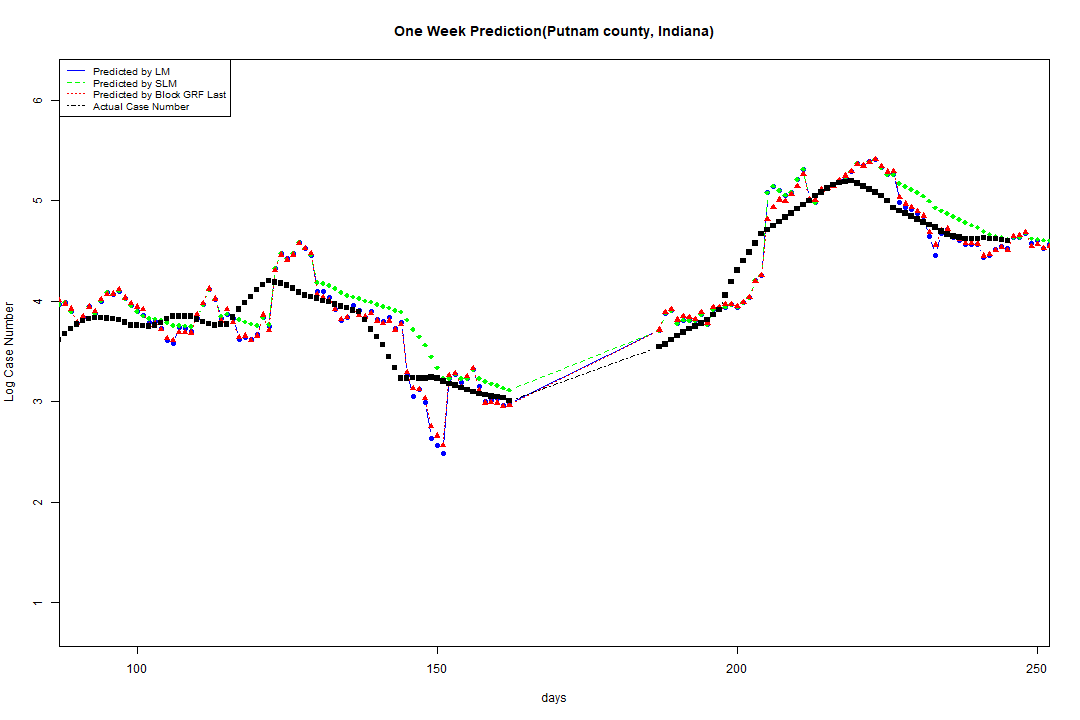 One Week Prediction(Putnam county, Indiana)
Predicted by LM
Predicted by SLM
Predicted by Block GRF Last
Actual Case Number
6
5
4
3
2
1
Log Case Number
100 150 200 250
days